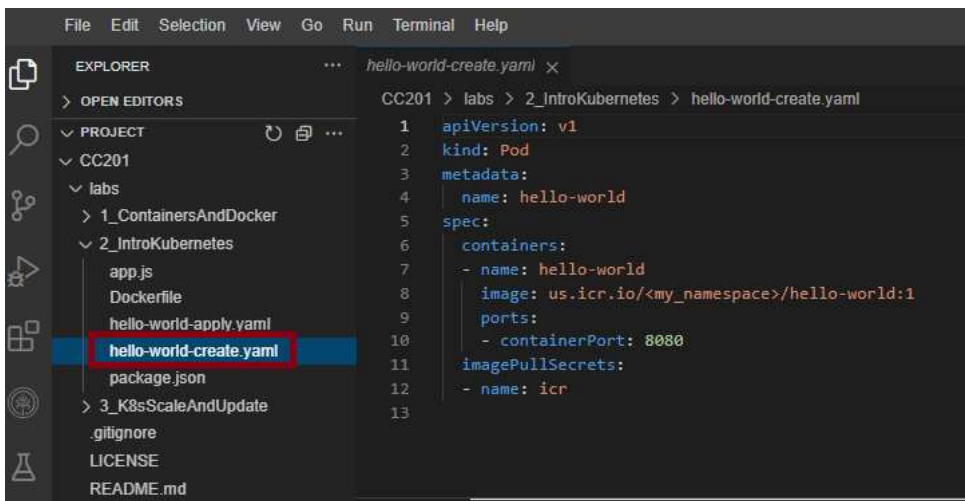 File Edit Selection View Go Run Terminal Help
EXPLORER ...
OPEN EDITORS
PROJECT ...
CC201
labs
1_ContainersAndDocker
2_IntroKubernetes
app.js
Dockerfile
hello-world-apply.yaml
hello-world-create.yaml
package.json
3_K8sScaleAndUpdate
.gitignore
LICENSE
README.md
hello-world-create.yaml ×
CC201 > labs > 2_IntroKubernetes > hello-world-create.yaml
1 apiVersion: v1
2 kind: Pod
3 metadata:
4 name: hello-world
5 spec:
6 containers:
7 - name: hello-world
8 image: us.icr.io/<my_namespace>/hello-world:1
9 ports:
10 - containerPort: 8080
11 imagePullSecrets:
12 - name: icr
13